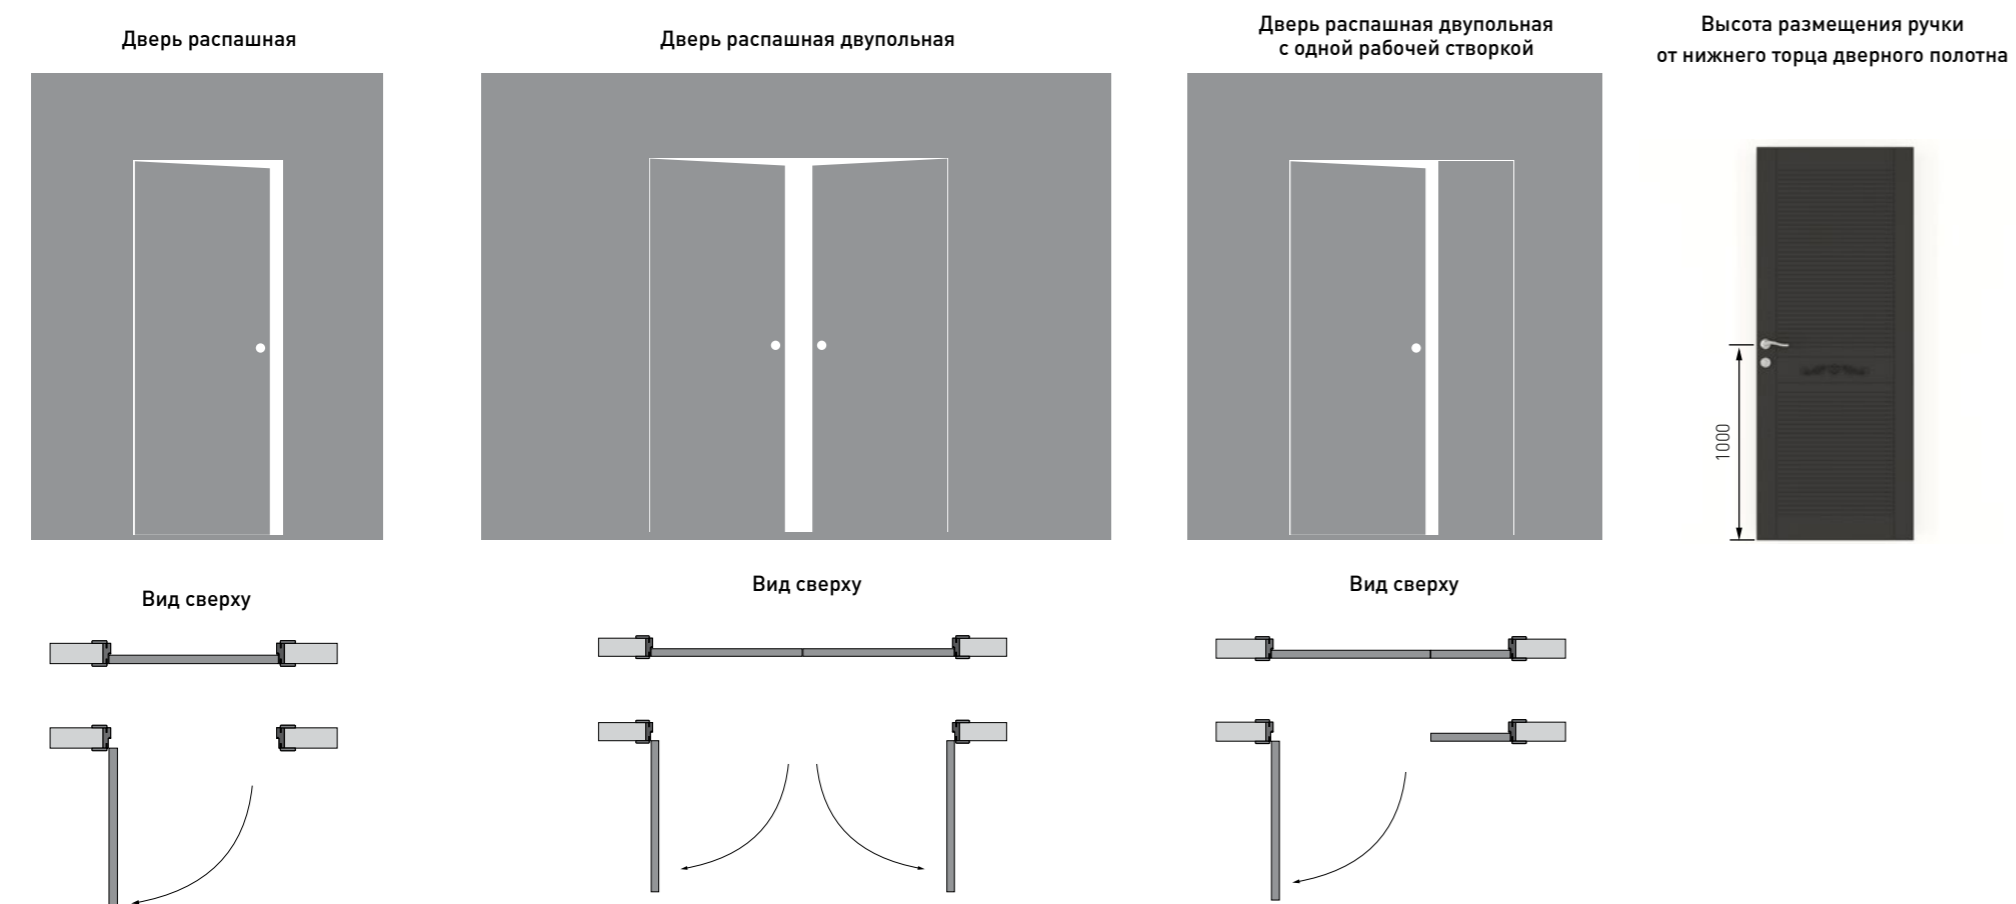 Дверь распашная
Дверь распашная двупольная
Дверь распашная двупольная
с одной рабочей створкой
Высота размещения ручки
от нижнего торца дверного полотна
1000
Вид сверху
Вид сверху
Вид сверху